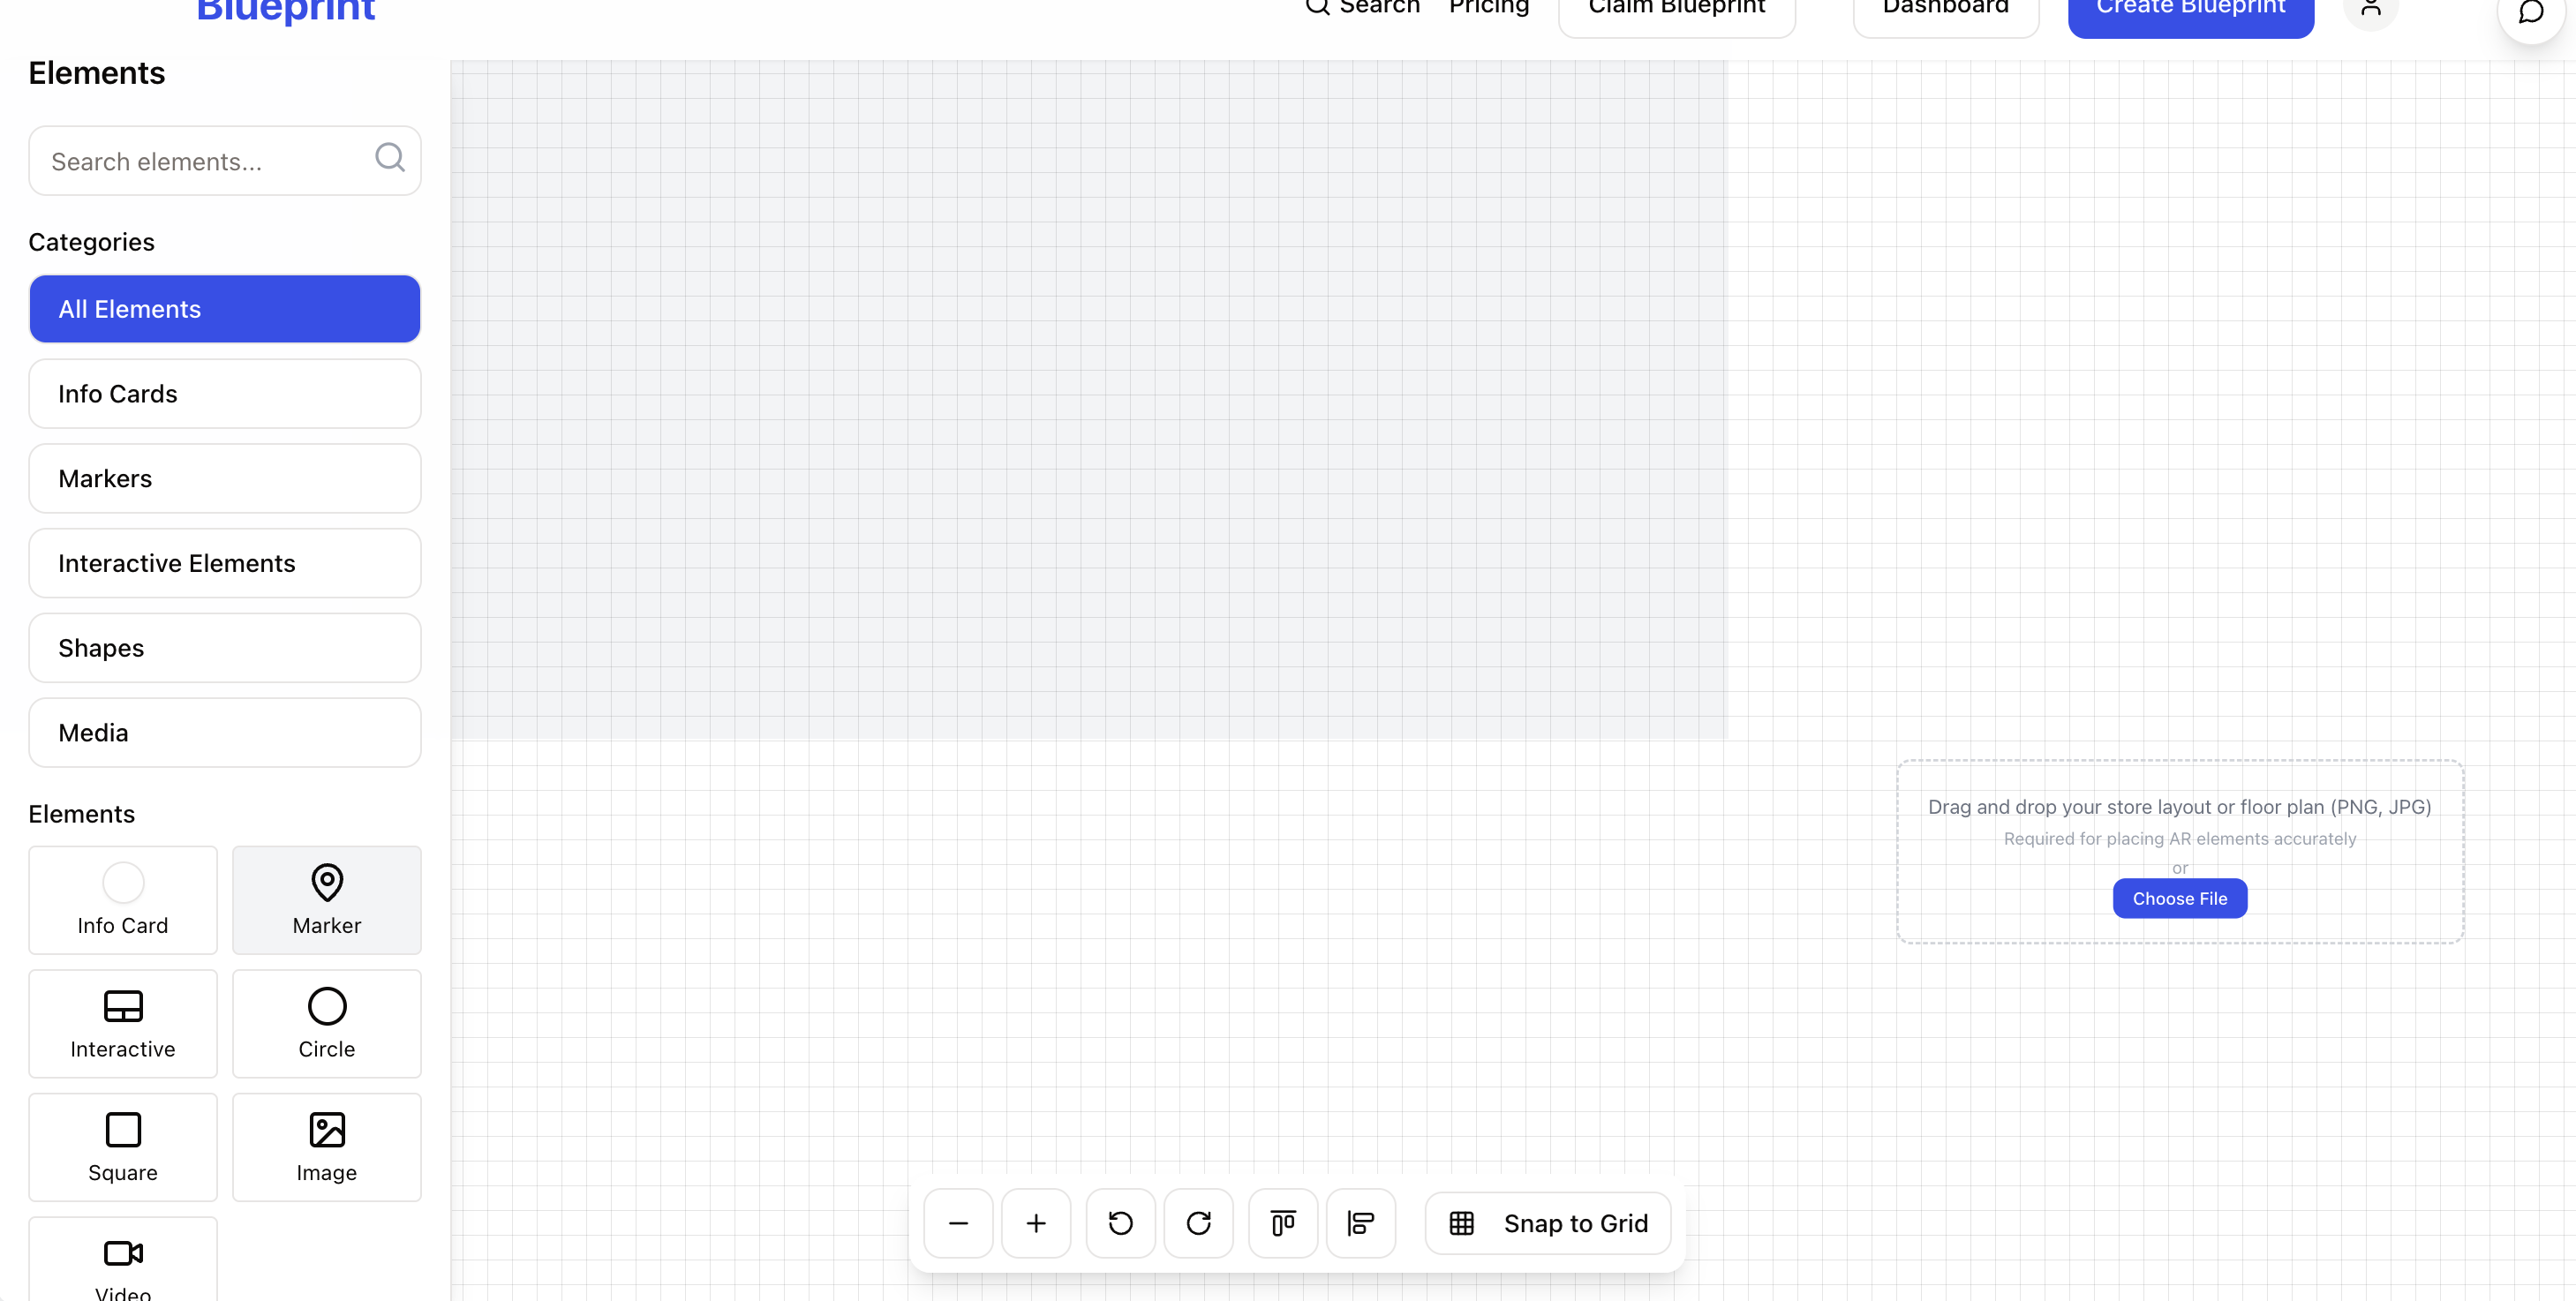 Blueprint
Search
Pricing
Claim Blueprint
Dashboard
Create Blueprint
Elements
Search elements...
Categories
All Elements
Info Cards
Markers
Interactive Elements
Shapes
Media
Elements
Info Card
Marker
Interactive
Circle
Square
Image
Video
Drag and drop your store layout or floor plan (PNG, JPG)
Required for placing AR elements accurately
or
Choose File
Snap to Grid